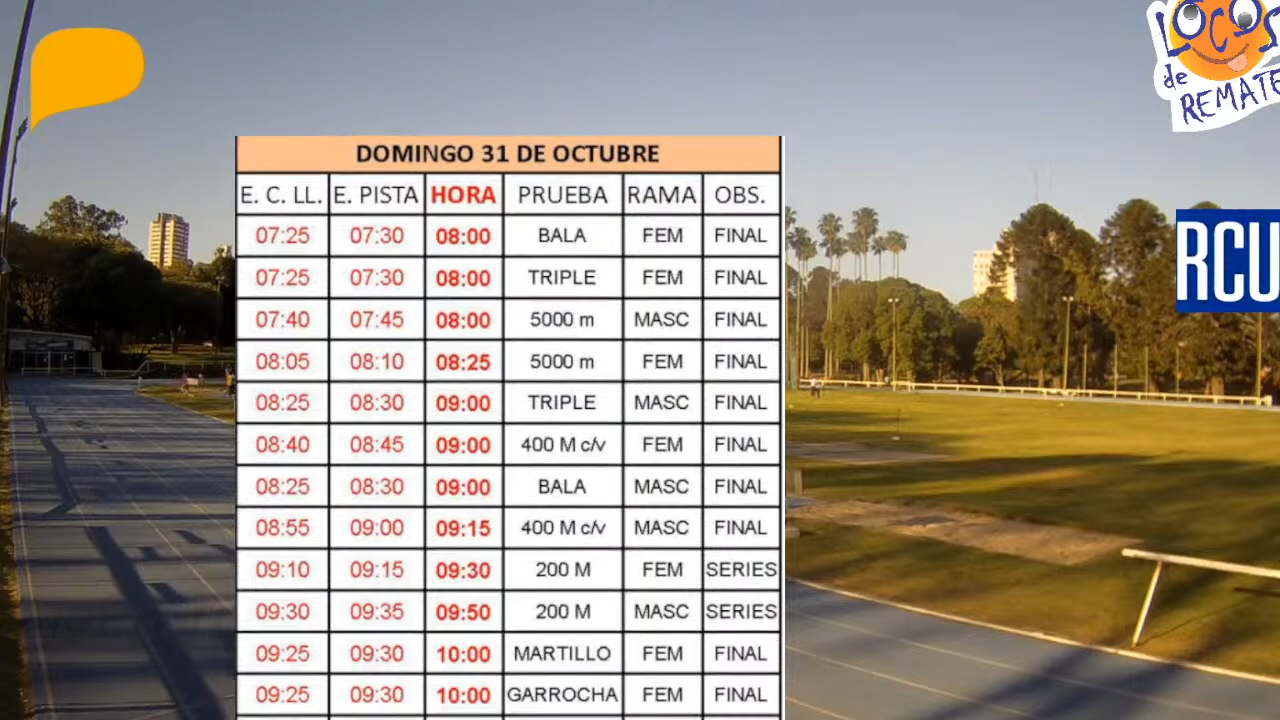 LOCOS
de
REMATE
RCU
DOMINGO 31 DE OCTUBRE
E. C. LL. E. PISTA HORA PRUEBA RAMA OBS.
07:25 07:30 08:00 BALA FEM FINAL
07:25 07:30 08:00 TRIPLE FEM FINAL
07:40 07:45 08:00 5000 m MASC FINAL
08:05 08:10 08:25 5000 m FEM FINAL
08:25 08:30 09:00 TRIPLE MASC FINAL
08:40 08:45 09:00 400 M c/v FEM FINAL
08:25 08:30 09:00 BALA MASC FINAL
08:55 09:00 09:15 400 M c/v MASC FINAL
09:10 09:15 09:30 200 M FEM SERIES
09:30 09:35 09:50 200 M MASC SERIES
09:25 09:30 10:00 MARTILLO FEM FINAL
09:25 09:30 10:00 GARROCHA FEM FINAL